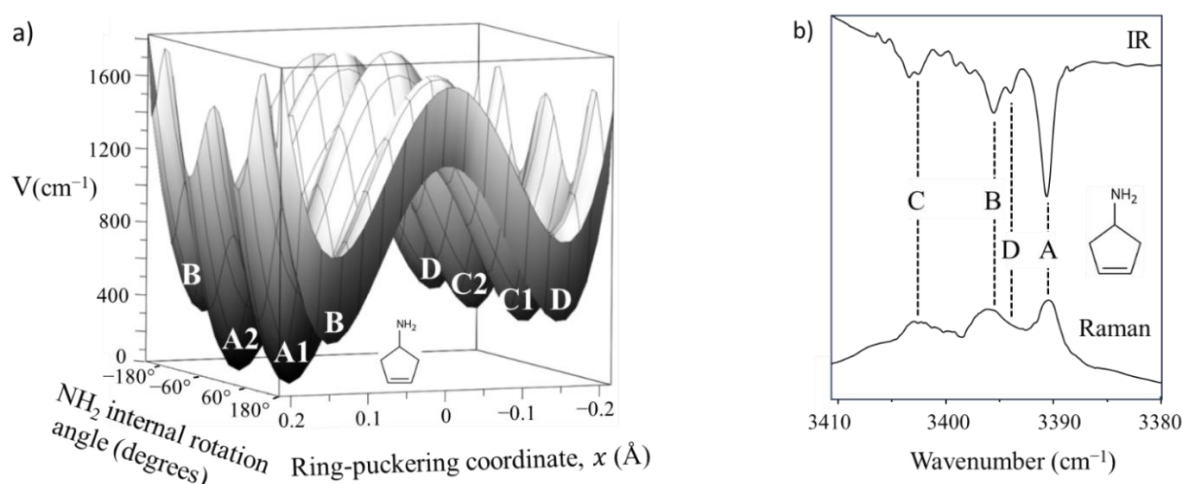 a)
1600
1200
V(cm⁻¹)
800
400
0
−180°
−60°
60°
180°
NH₂ internal rotation
angle (degrees)
0.2
0.1
0
−0.1
−0.2
Ring-puckering coordinate, x (Å)
B
A2
A1
B
D
C2
C1
D
NH₂
b)
IR
C
B
D
A
NH₂
Raman
3410
3400
3390
3380
Wavenumber (cm⁻¹)